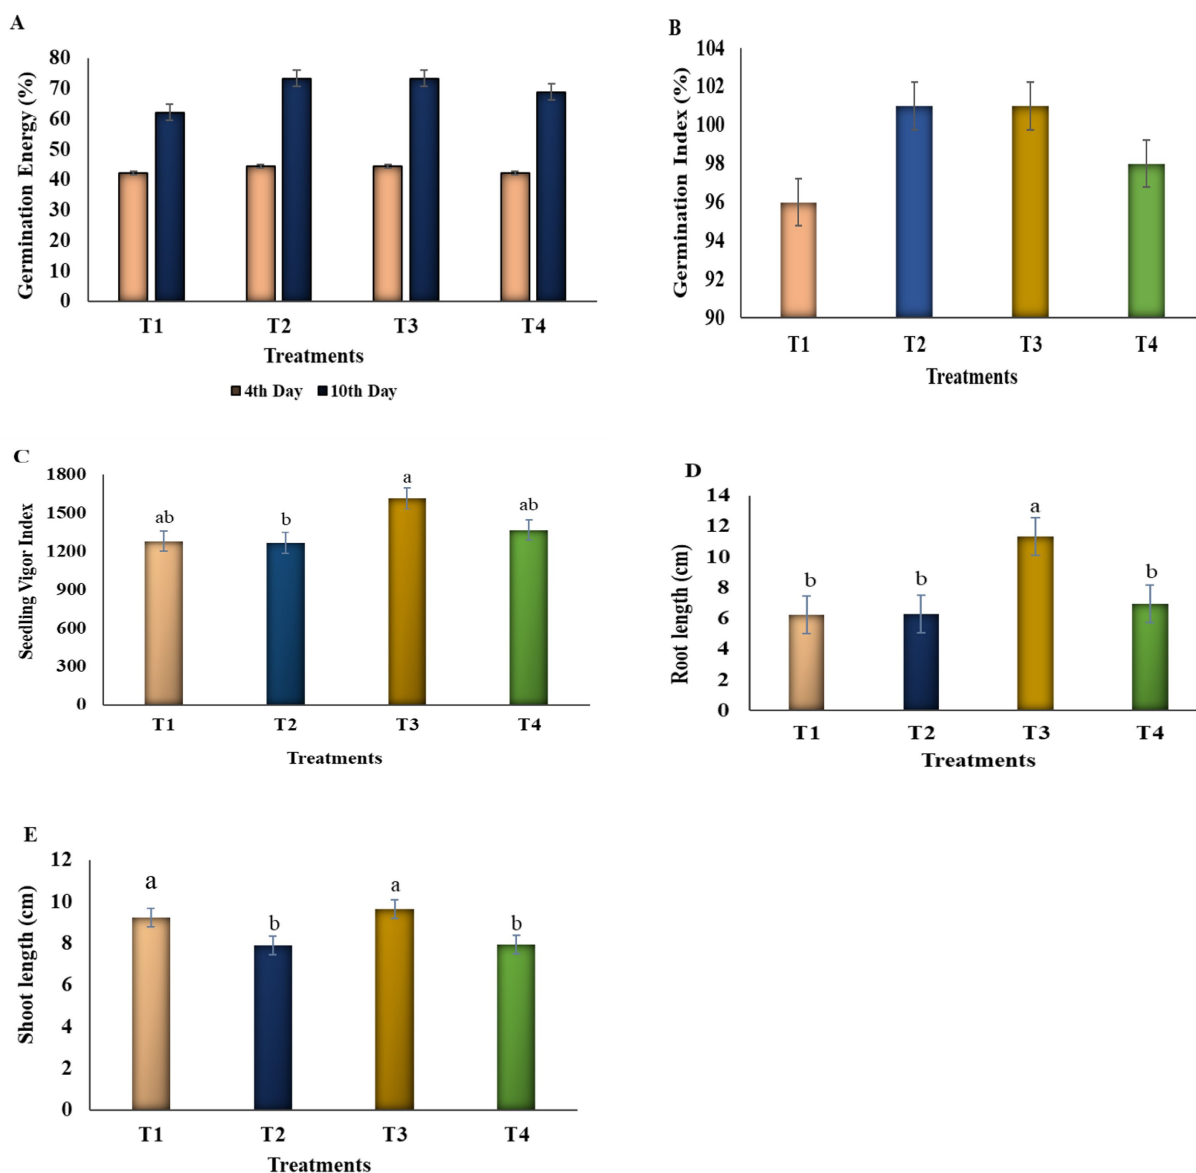 A
Germination Energy (%)
80
70
60
50
40
30
20
10
0
T1 T2 T3 T4
Treatments
4th Day 10th Day
B
Germination Index (%)
104
102
100
98
96
94
92
90
T1 T2 T3 T4
Treatments
C
Seedling Vigor Index
1800
1500
1200
900
600
300
0
ab b a ab
T1 T2 T3 T4
Treatments
D
Root length (cm)
14
12
10
8
6
4
2
0
b b a b
T1 T2 T3 T4
Treatments
E
Shoot length (cm)
12
10
8
6
4
2
0
a b a b
T1 T2 T3 T4
Treatments